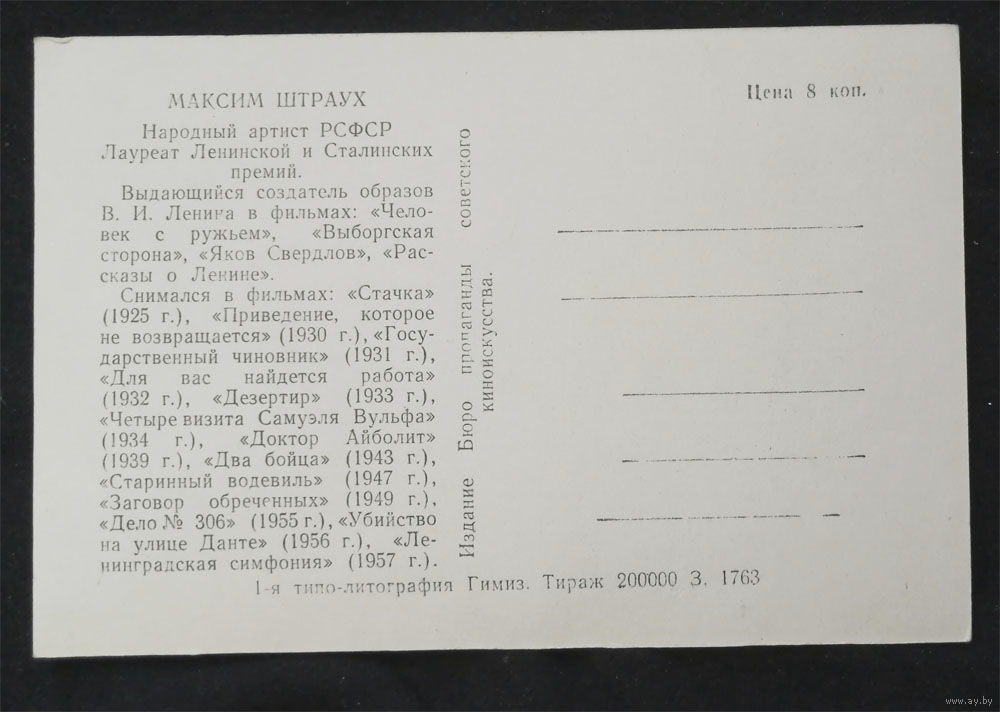 МАКСИМ ШТРАУХ
Народный артист РСФСР
Лауреат Ленинской и Сталинских
премий.
Выдающийся создатель образов
В. И. Ленина в фильмах: «Чело-
век с ружьем», «Выборгская
сторона», «Яков Свердлов», «Рас-
сказы о Ленине».
Снимался в фильмах: «Стачка»
(1925 г.), «Приведение, которое
не возвращается» (1930 г.), «Госу-
дарственный чиновник» (1931 г.),
«Для вас найдется работа»
(1932 г.), «Дезертир» (1933 г.),
«Четыре визита Самуэля Вульфа»
(1934 г.), «Доктор Айболит»
(1939 г.), «Два бойца» (1943 г.),
«Старинный водевиль» (1947 г.),
«Заговор обреченных» (1949 г.),
«Дело № 306» (1955 г.), «Убийство
на улице Данте» (1956 г.), «Ле-
нинградская симфония» (1957 г.).
Издание Бюро пропаганды советского
киноискусства.
Цена 8 коп.
1-я типо-литография Гимиз. Тираж 200000 З. 1763
www.ay.by